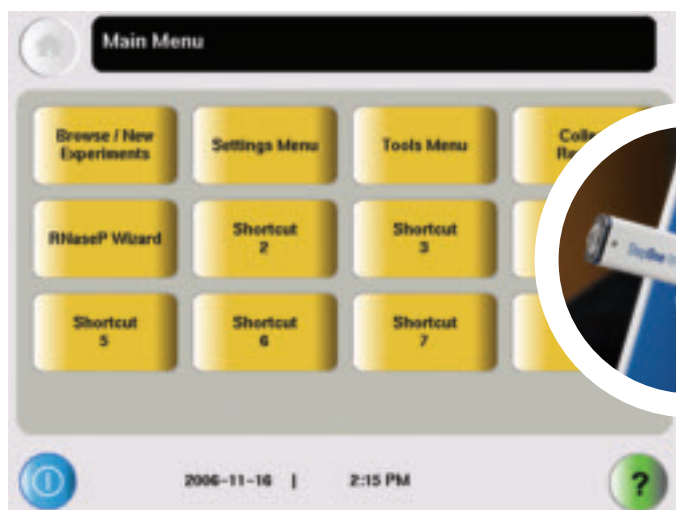 Main Menu
Browse / New
Experiments
Settings Menu
Tools Menu
RNaseP Wizard
Shortcut
2
Shortcut
3
Shortcut
5
Shortcut
6
Shortcut
7
2006-11-16 | 2:15 PM
?
StepOne